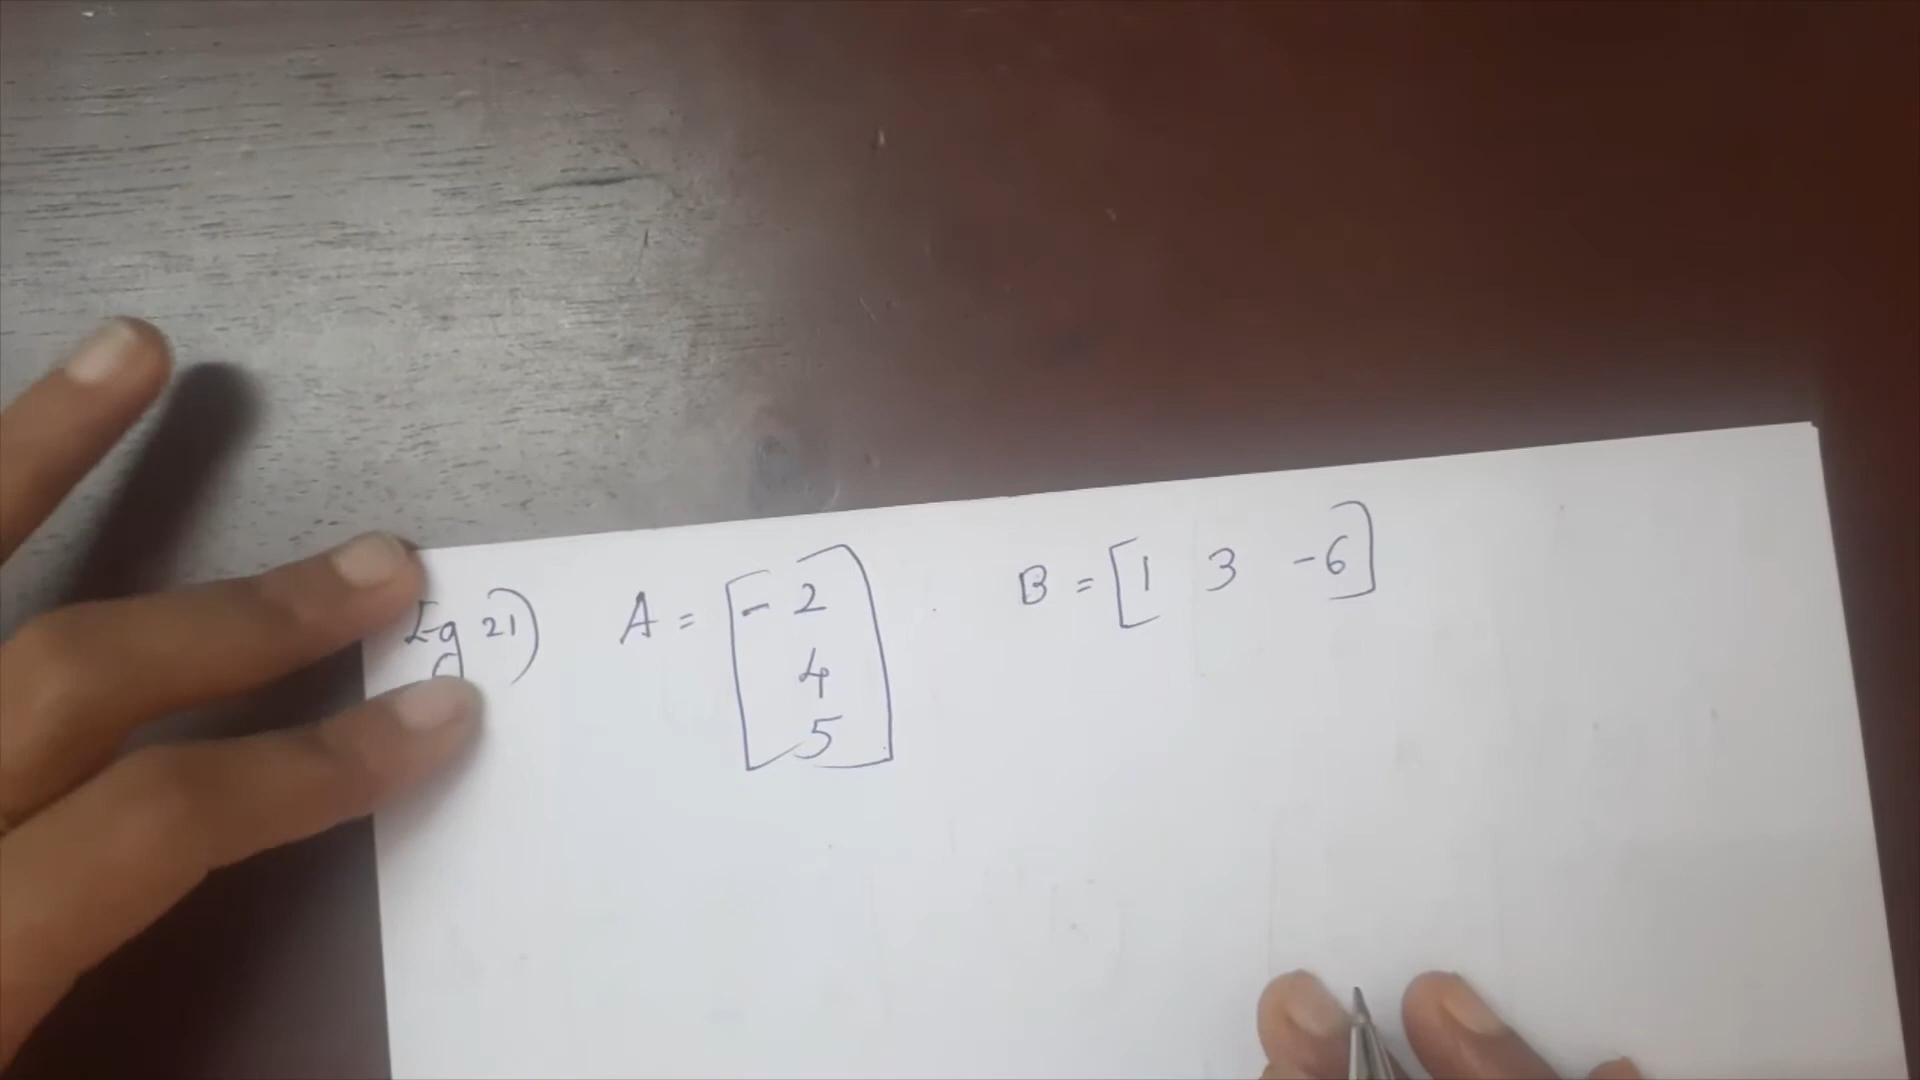 Eg 21) A = [-2 B = [1 3 -6]
4
5]